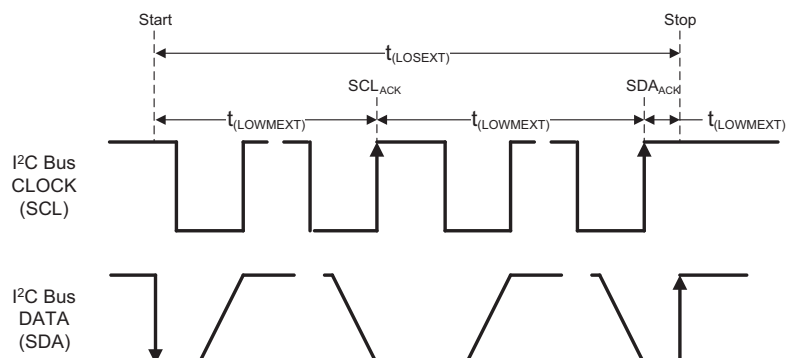 Start Stop
t(LOSEXT)
SCLACK SDAACK
t(LOWMEXT) t(LOWMEXT) t(LOWMEXT)
I2C Bus
CLOCK
(SCL)
I2C Bus
DATA
(SDA)